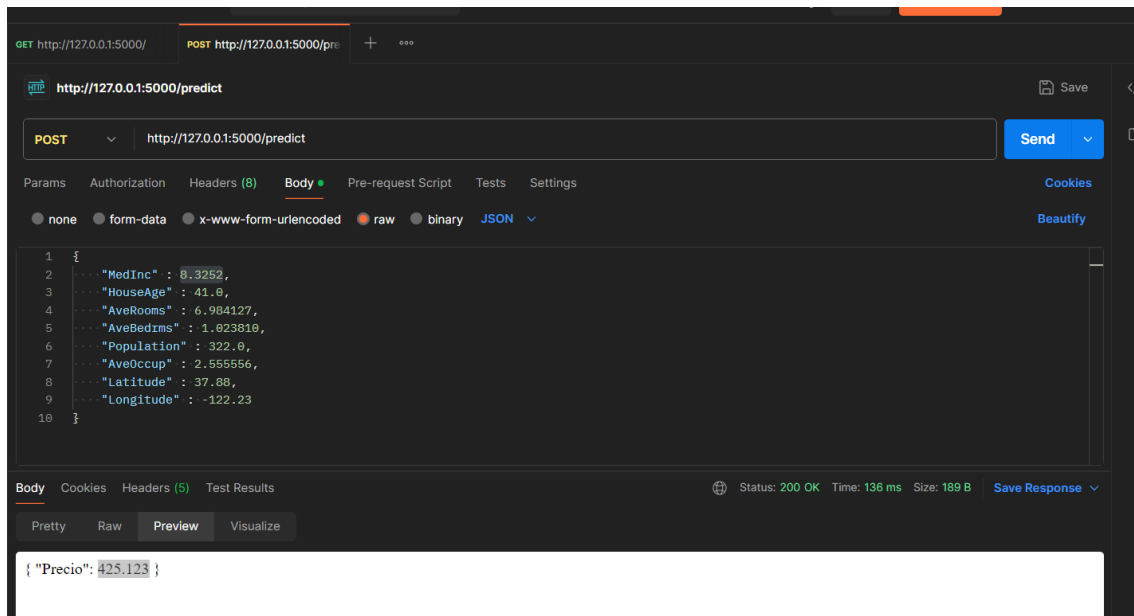 GET http://127.0.0.1:5000/ POST http://127.0.0.1:5000/pre
HTTP http://127.0.0.1:5000/predict Save
POST http://127.0.0.1:5000/predict Send
Params Authorization Headers (8) Body Pre-request Script Tests Settings Cookies
none form-data x-www-form-urlencoded raw binary JSON Beautify
1 {
2 "MedInc" : 8.3252,
3 "HouseAge" : 41.0,
4 "AveRooms" : 6.984127,
5 "AveBedrms" : 1.023810,
6 "Population" : 322.0,
7 "AveOccup" : 2.555556,
8 "Latitude" : 37.88,
9 "Longitude" : -122.23
10 }
Body Cookies Headers (5) Test Results Status: 200 OK Time: 136 ms Size: 189 B Save Response
Pretty Raw Preview Visualize
{ "Precio": 425.123 }